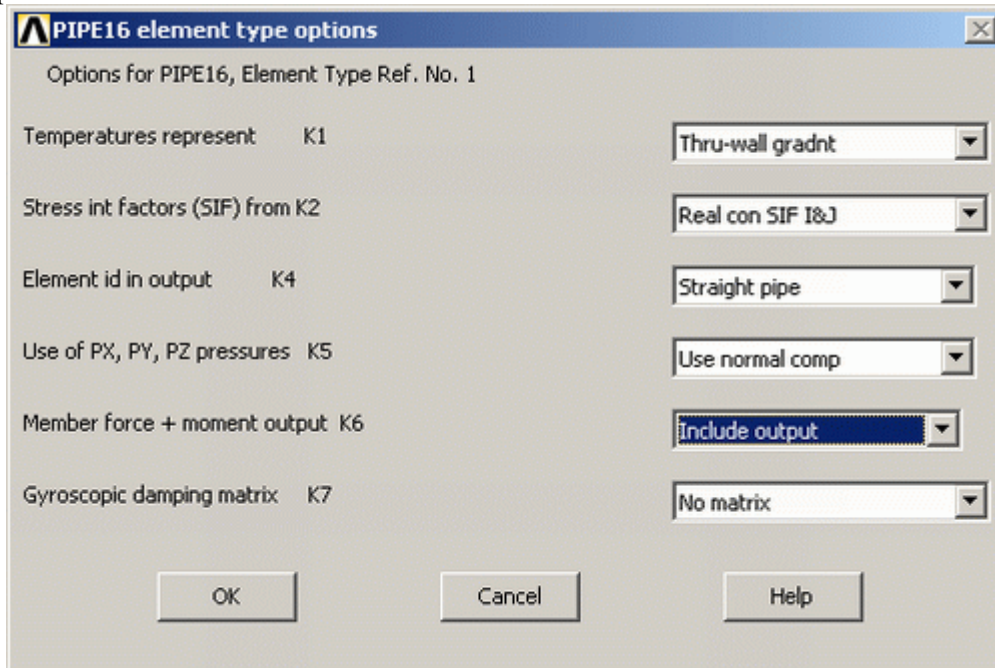 PIPE16 element type options
Options for PIPE16, Element Type Ref. No. 1
Temperatures represent K1 Thru-wall gradnt
Stress int factors (SIF) from K2 Real con SIF I&J
Element id in output K4 Straight pipe
Use of PX, PY, PZ pressures K5 Use normal comp
Member force + moment output K6 Include output
Gyroscopic damping matrix K7 No matrix
OK Cancel Help